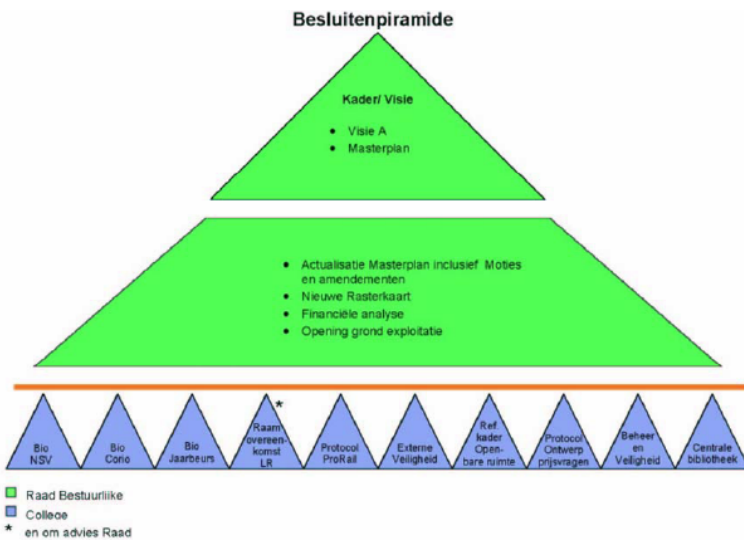 Besluitenpiramide
Kader/ Visie
• Visie A
• Masterplan
• Actualisatie Masterplan inclusief Moties
en amendementen
• Nieuwe Rasterkaart
• Financiële analyse
• Opening grond exploitatie
Bio
NSV
Bio
Corio
Bio
Jaarbeurs
*
Raam
overeen-
komst
LR
Protocol
ProRail
Externe
Veiligheid
Ref.
kader
Open-
bare ruimte
Protocol
Ontwerp
prijsvragen
Beheer
en
Veiligheid
Centrale
bibliotheek
Raad Bestuurlijke
College
* en om advies Raad